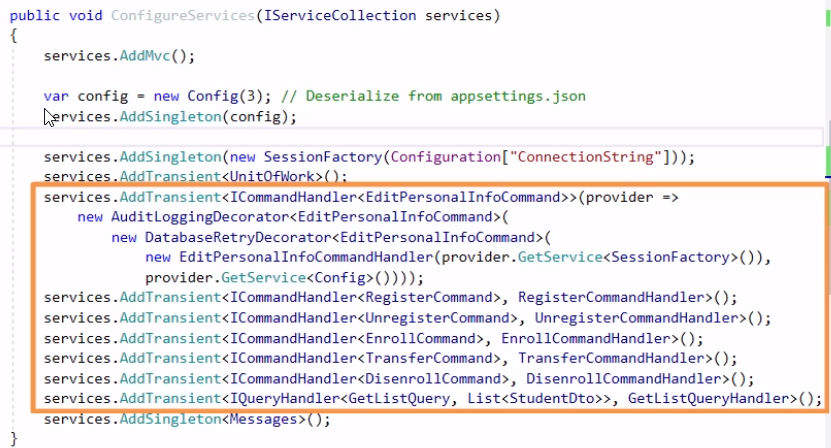 public void ConfigureServices(IServiceCollection services)
{
    services.AddMvc();
    var config = new Config(3); // Deserialize from appsettings.json
    services.AddSingleton(config);
    services.AddSingleton(new SessionFactory(Configuration["ConnectionString"]));
    services.AddTransient<UnitOfWork>();
    services.AddTransient<ICommandHandler<EditPersonalInfoCommand>>(provider =>
        new AuditLoggingDecorator<EditPersonalInfoCommand>(
            new DatabaseRetryDecorator<EditPersonalInfoCommand>(
                new EditPersonalInfoCommandHandler(provider.GetService<SessionFactory>()),
                provider.GetService<Config>())));
    services.AddTransient<ICommandHandler<RegisterCommand>, RegisterCommandHandler>();
    services.AddTransient<ICommandHandler<UnregisterCommand>, UnregisterCommandHandler>();
    services.AddTransient<ICommandHandler<EnrollCommand>, EnrollCommandHandler>();
    services.AddTransient<ICommandHandler<TransferCommand>, TransferCommandHandler>();
    services.AddTransient<ICommandHandler<DisenrollCommand>, DisenrollCommandHandler>();
    services.AddTransient<IQueryHandler<GetListQuery, List<StudentDto>>, GetListQueryHandler>();
    services.AddSingleton<Messages>();
}